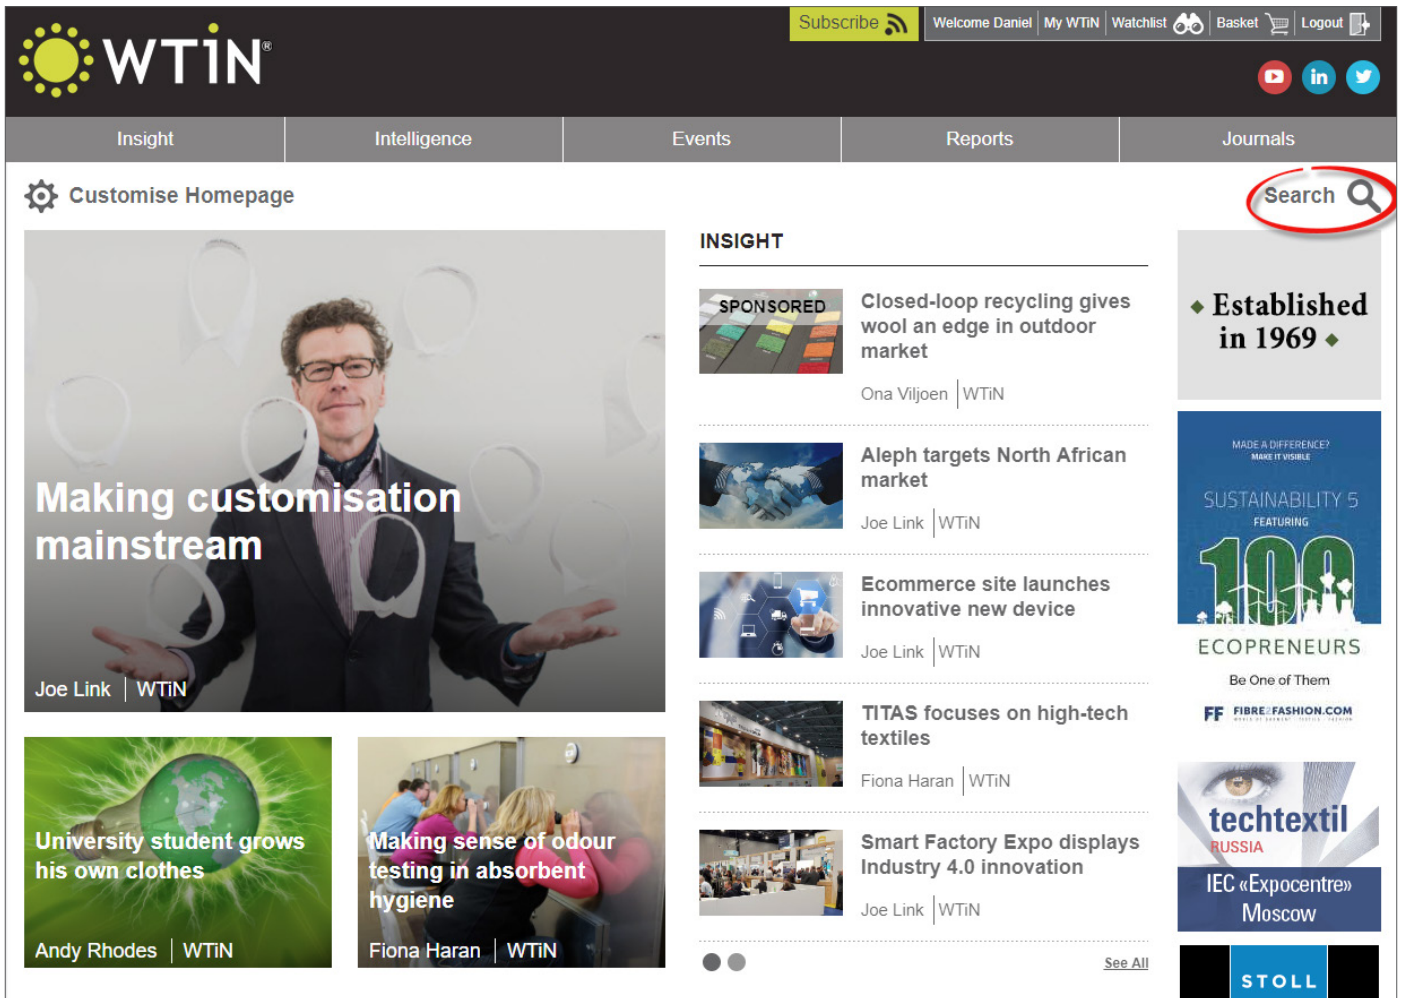 Subscribe
Welcome Daniel
My WTiN
Watchlist
Basket
Logout
WTiN®
Insight
Intelligence
Events
Reports
Journals
Customise Homepage
Search
Making customisation
mainstream
Joe Link | WTiN
University student grows
his own clothes
Andy Rhodes | WTiN
Making sense of odour
testing in absorbent
hygiene
Fiona Haran | WTiN
INSIGHT
SPONSORED
Closed-loop recycling gives
wool an edge in outdoor
market
Ona Viljoen | WTiN
Aleph targets North African
market
Joe Link | WTiN
Ecommerce site launches
innovative new device
Joe Link | WTiN
TITAS focuses on high-tech
textiles
Fiona Haran | WTiN
Smart Factory Expo displays
Industry 4.0 innovation
Joe Link | WTiN
See All
Established
in 1969
MADE A DIFFERENCE?
MAKE IT VISIBLE
SUSTAINABILITY 5
FEATURING
100
ECOPRENEURS
Be One of Them
FF FIBRE2FASHION.COM
techtextil
RUSSIA
IEC «Expocentre»
Moscow
STOLL